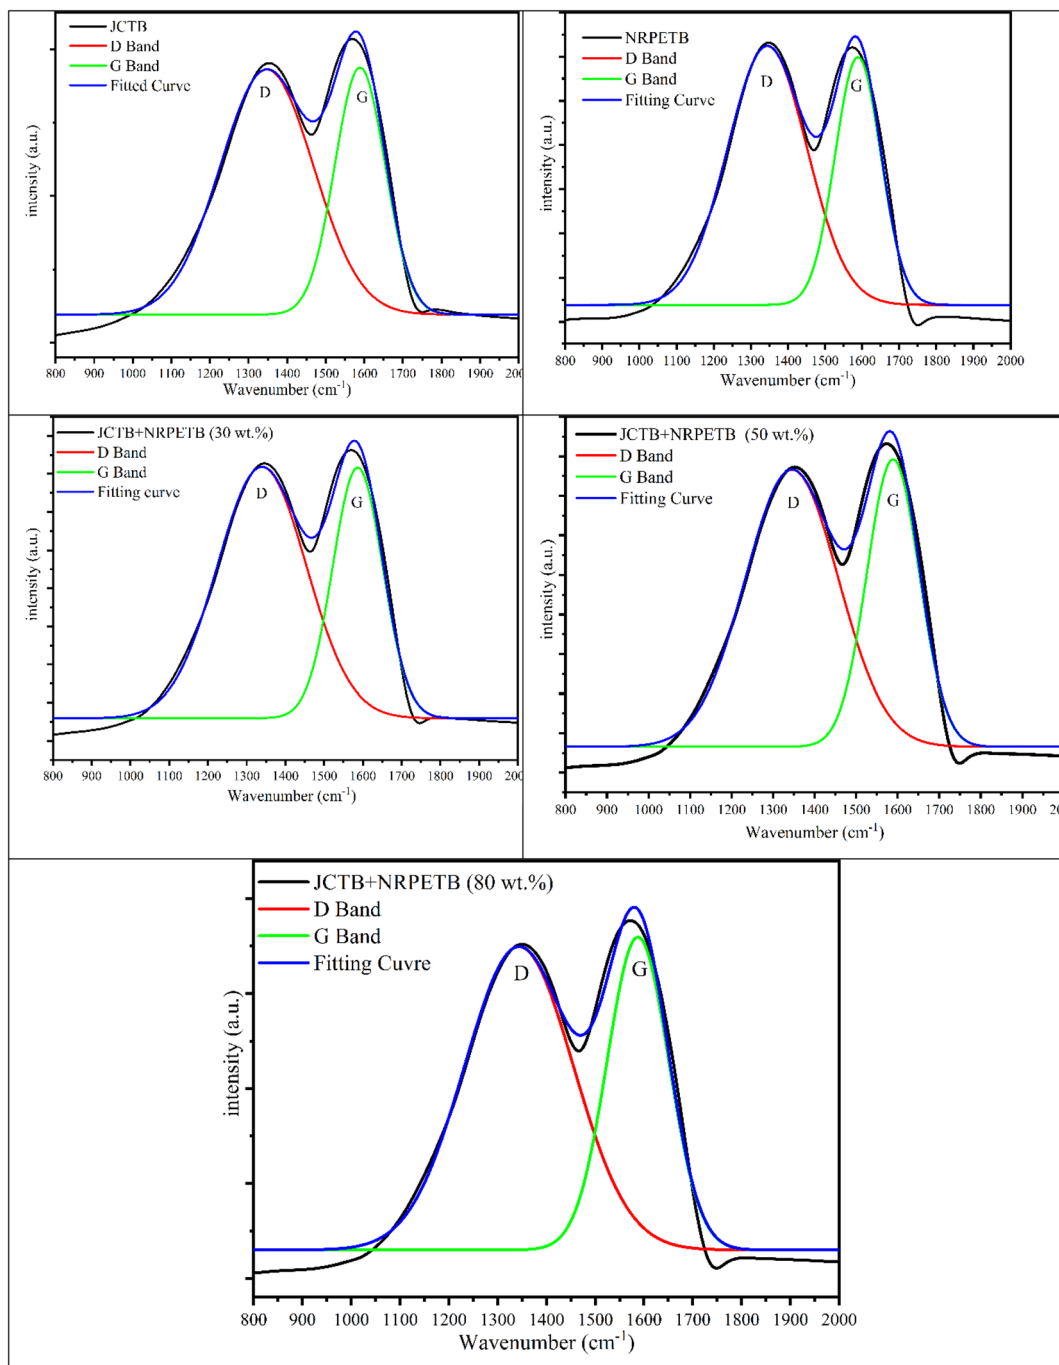 JCTB
D Band
G Band
Fitted Curve
D
G
intensity (a.u.)
800 900 1000 1100 1200 1300 1400 1500 1600 1700 1800 1900 200
Wavenumber (cm-1)
NRPETB
D Band
G Band
Fitting Curve
D
G
intensity (a.u.)
800 900 1000 1100 1200 1300 1400 1500 1600 1700 1800 1900 2000
Wavenumber (cm-1)
JCTB+NRPETB (30 wt.%)
D Band
G Band
Fitting curve
D
G
intensity (a.u.)
800 900 1000 1100 1200 1300 1400 1500 1600 1700 1800 1900 200
Wavenumber (cm-1)
JCTB+NRPETB (50 wt.%)
D Band
G Band
Fitting Curve
D
G
intensity (a.u.)
800 900 1000 1100 1200 1300 1400 1500 1600 1700 1800 1900 200
Wavenumber (cm-1)
JCTB+NRPETB (80 wt.%)
D Band
G Band
Fitting Cuvre
D
G
intensity (a.u.)
800 900 1000 1100 1200 1300 1400 1500 1600 1700 1800 1900 2000
Wavenumber (cm-1)